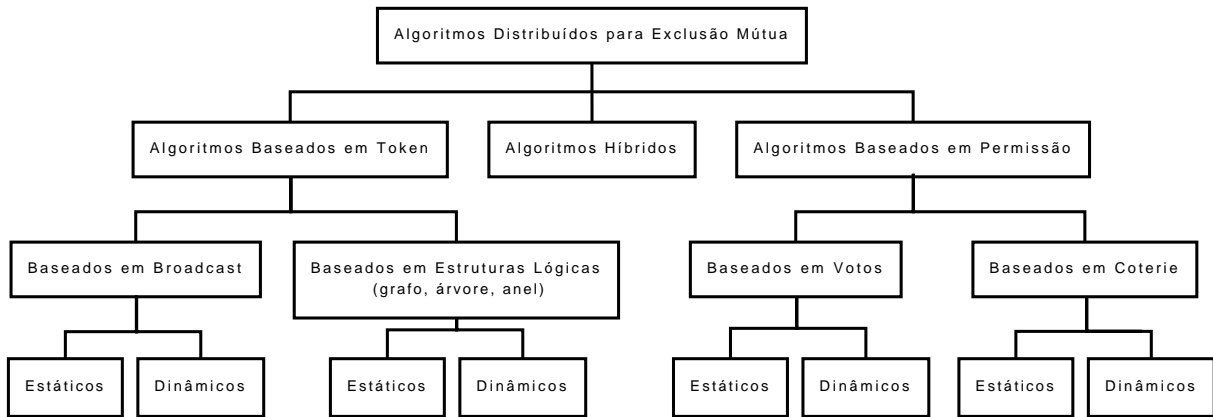 Algoritmos Distribuídos para Exclusão Mútua
Algoritmos Baseados em Token
Algoritmos Híbridos
Algoritmos Baseados em Permissão
Baseados em Broadcast
Baseados em Estruturas Lógicas
(grafo, árvore, anel)
Baseados em Votos
Baseados em Coterie
Estáticos
Dinâmicos
Estáticos
Dinâmicos
Estáticos
Dinâmicos
Estáticos
Dinâmicos